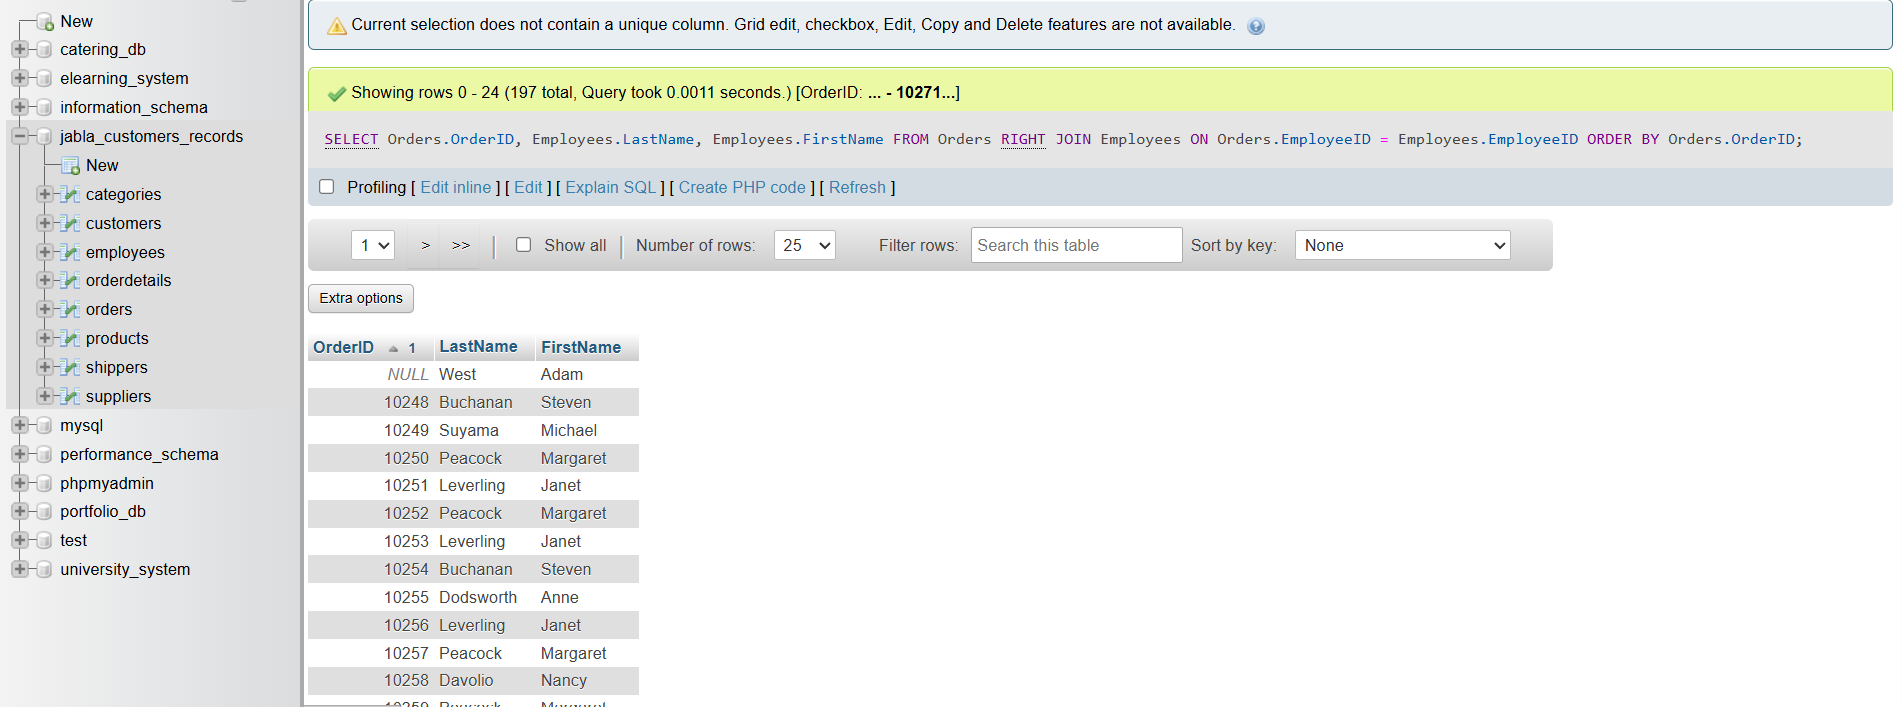 New
catering_db
elearning_system
information_schema
jabla_customers_records
New
categories
customers
employees
orderdetails
orders
products
shippers
suppliers
mysql
performance_schema
phpmyadmin
portfolio_db
test
university_system
Current selection does not contain a unique column. Grid edit, checkbox, Edit, Copy and Delete features are not available.
Showing rows 0 - 24 (197 total, Query took 0.0011 seconds.) [OrderID: ... - 10271...]
SELECT Orders.OrderID, Employees.LastName, Employees.FirstName FROM Orders RIGHT JOIN Employees ON Orders.EmployeeID = Employees.EmployeeID ORDER BY Orders.OrderID;
Profiling [ Edit inline ] [ Edit ] [ Explain SQL ] [ Create PHP code ] [ Refresh ]
1 > >> | Show all | Number of rows: 25 Filter rows: Search this table Sort by key: None
Extra options
OrderID 1 LastName FirstName
NULL West Adam
10248 Buchanan Steven
10249 Suyama Michael
10250 Peacock Margaret
10251 Leverling Janet
10252 Peacock Margaret
10253 Leverling Janet
10254 Buchanan Steven
10255 Dodsworth Anne
10256 Leverling Janet
10257 Peacock Margaret
10258 Davolio Nancy
10259 Peacock Margaret